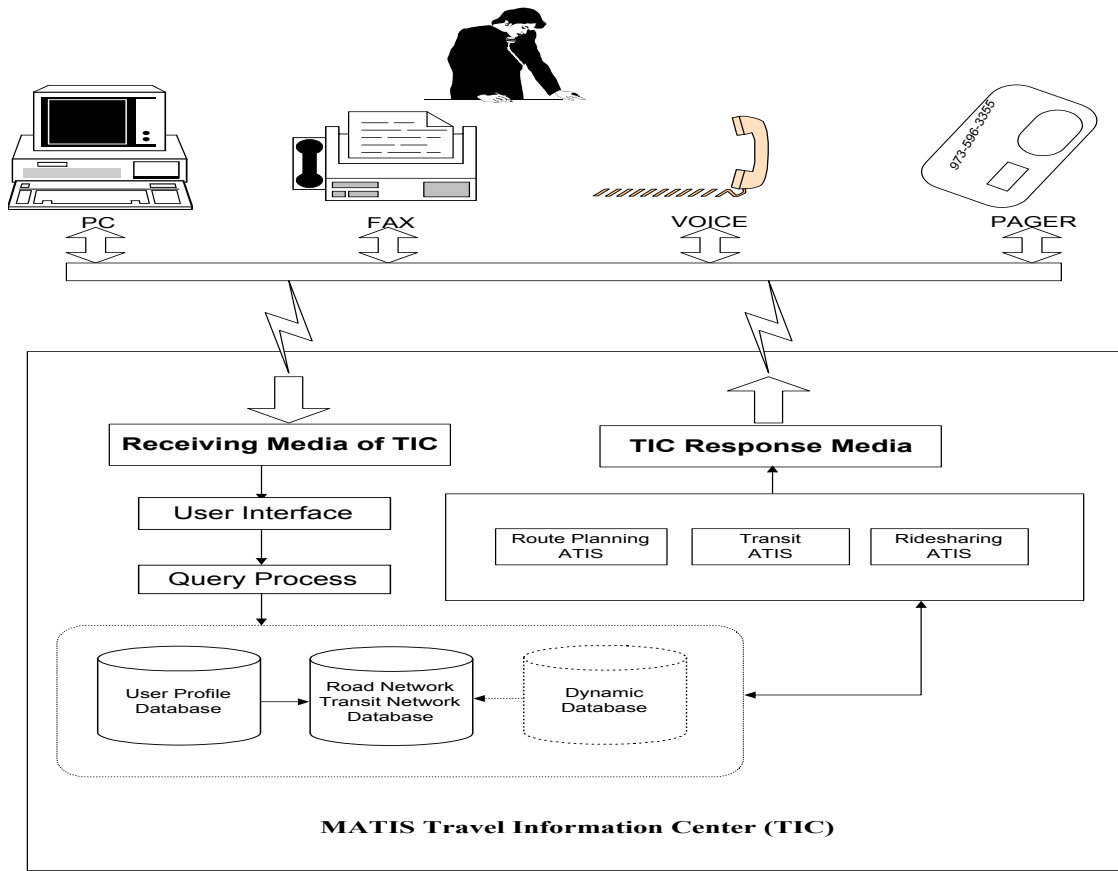 973-596-3355
PC
FAX
VOICE
PAGER
Receiving Media of TIC
TIC Response Media
User Interface
Query Process
Route Planning
ATIS
Transit
ATIS
Ridesharing
ATIS
User Profile
Database
Road Network
Transit Network
Database
Dynamic
Database
MATIS Travel Information Center (TIC)